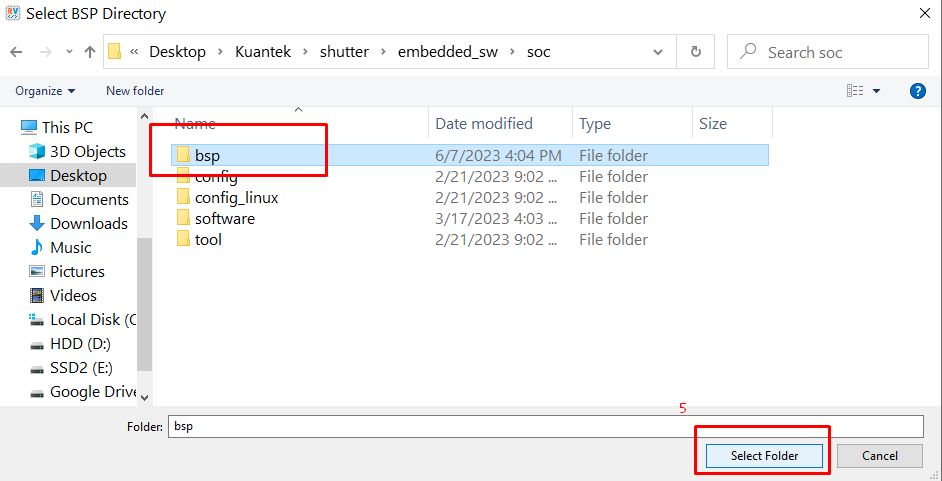 Select BSP Directory
« Desktop > Kuantek > shutter > embedded_sw > soc
Search soc
Organize
New folder
Name
Date modified
Type
Size
This PC
3D Objects
Desktop
Documents
Downloads
Music
Pictures
Videos
Local Disk (C
HDD (D:)
SSD2 (E:)
Google Drive
bsp 6/7/2023 4:04 PM File folder
config 2/21/2023 9:02 ... File folder
config_linux 2/21/2023 9:02 ... File folder
software 3/17/2023 4:03 ... File folder
tool 2/21/2023 9:02 ... File folder
Folder: bsp
5
Select Folder
Cancel